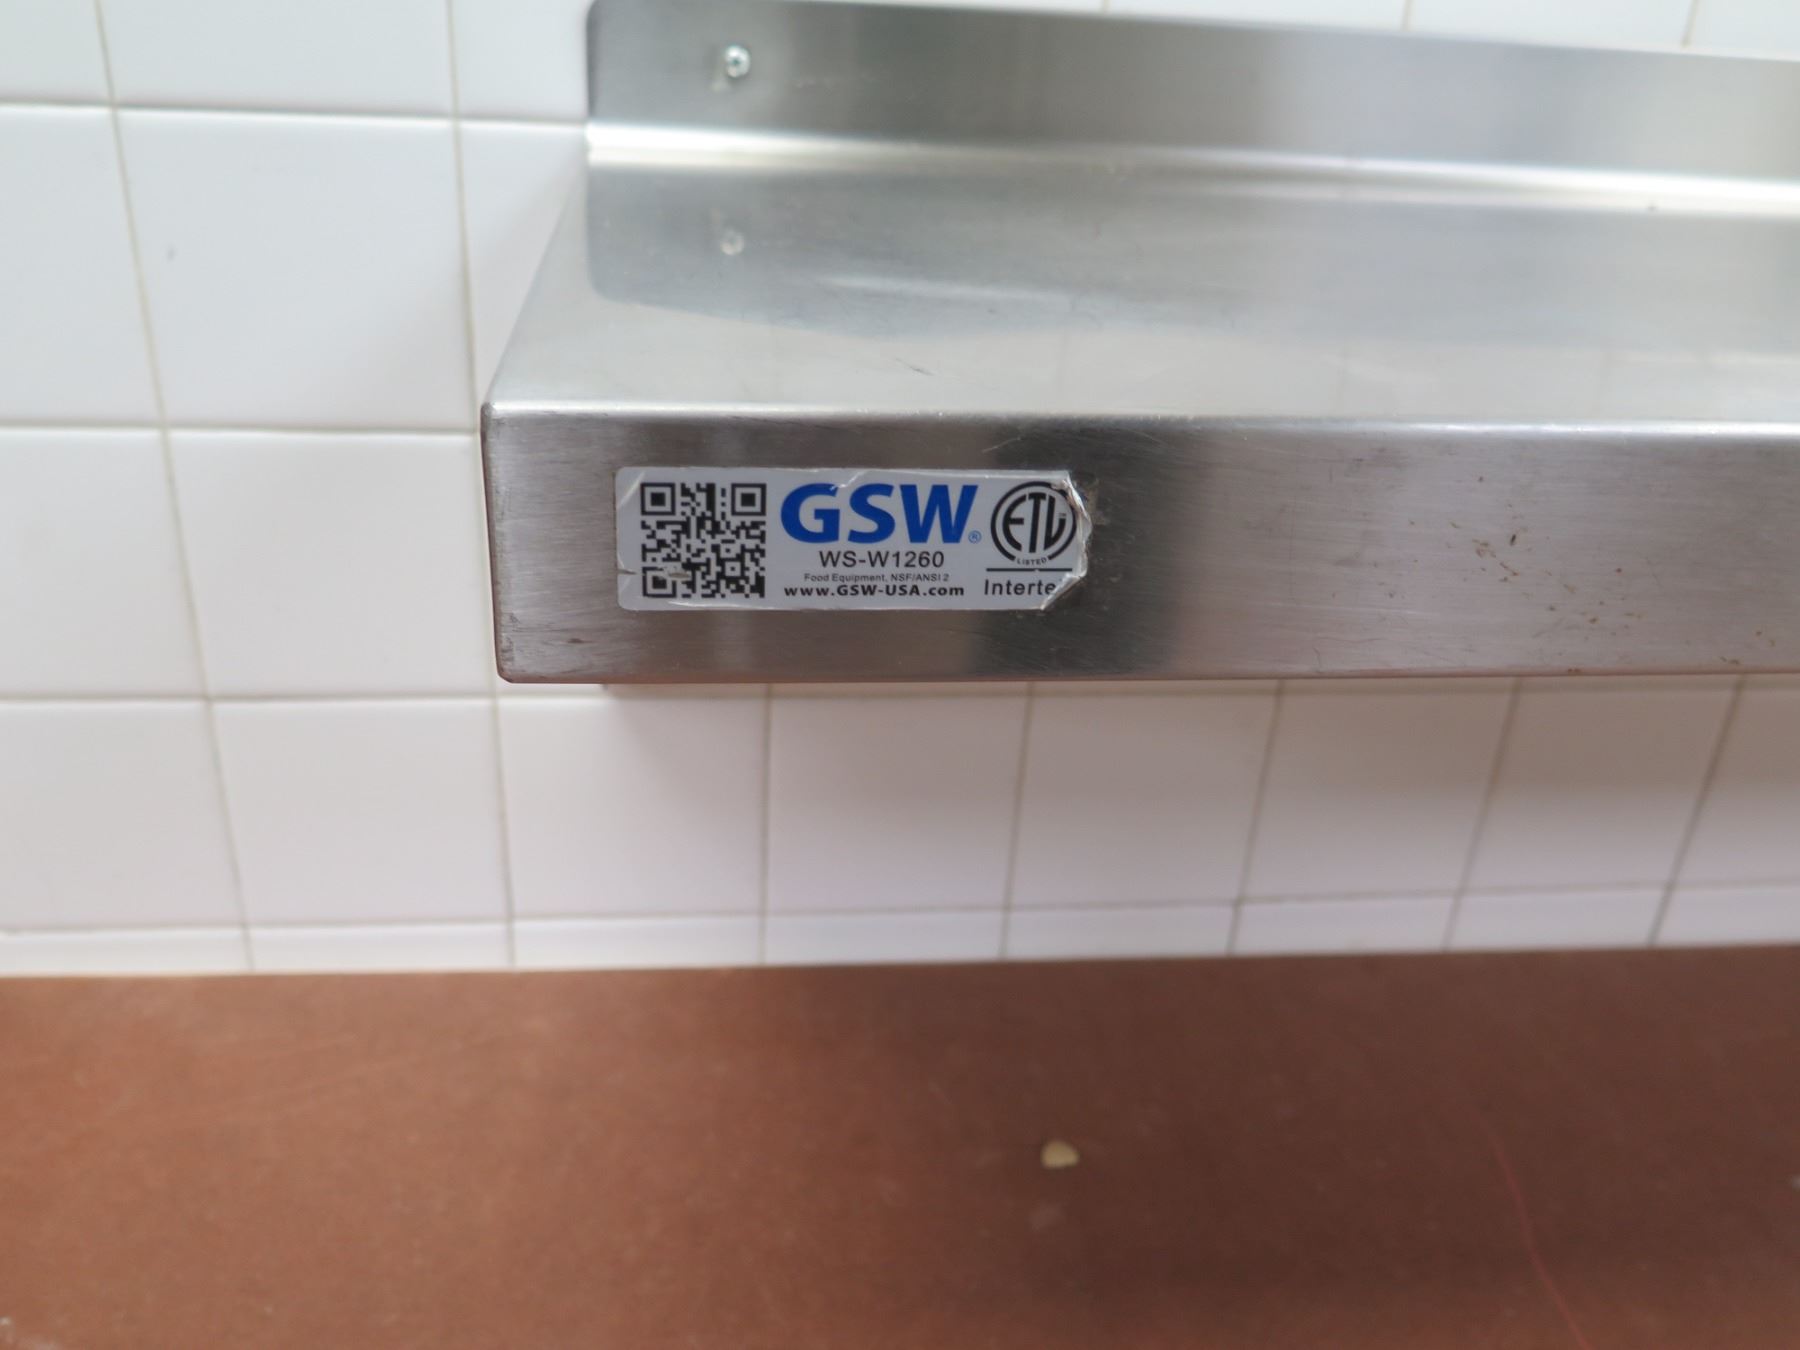 GSW®
WS-W1260
Food Equipment, NSF/ANSI 2
www.GSW-USA.com
ETL
LISTED
Interte